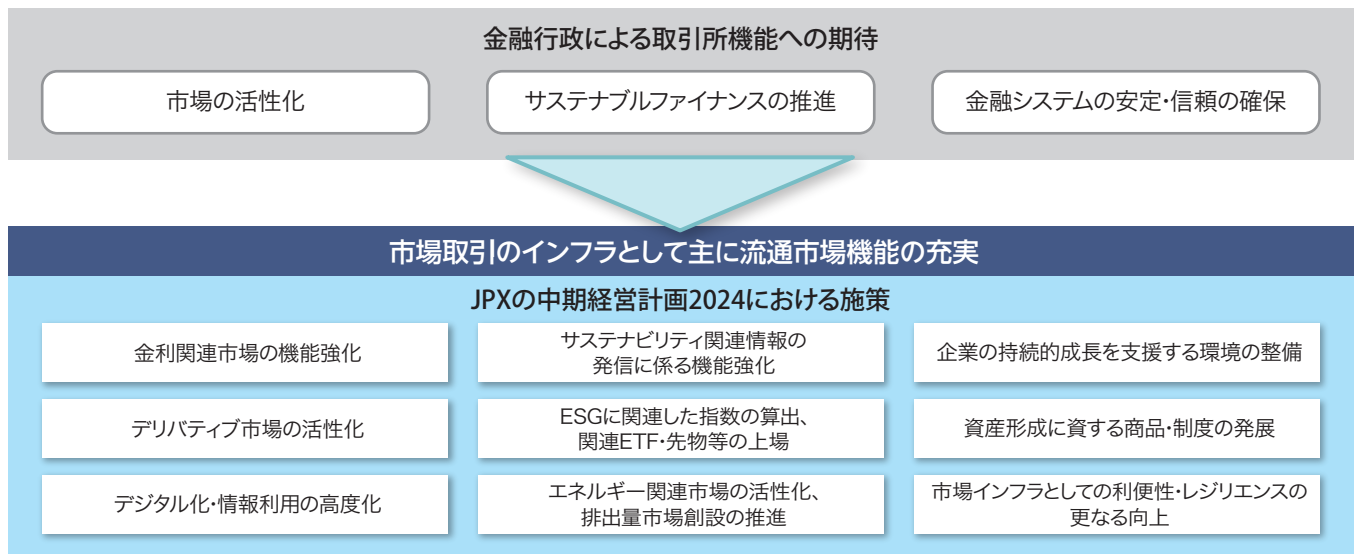 金融行政による取引所機能への期待
市場の活性化
サステナブルファイナンスの推進
金融システムの安定・信頼の確保
市場取引のインフラとして主に流通市場機能の充実
JPXの中期経営計画2024における施策
金利関連市場の機能強化
サステナビリティ関連情報の
発信に係る機能強化
企業の持続的成長を支援する環境の整備
デリバティブ市場の活性化
ESGに関連した指数の算出、
関連ETF・先物等の上場
資産形成に資する商品・制度の発展
デジタル化・情報利用の高度化
エネルギー関連市場の活性化、
排出量市場創設の推進
市場インフラとしての利便性・レジリエンスの
更なる向上